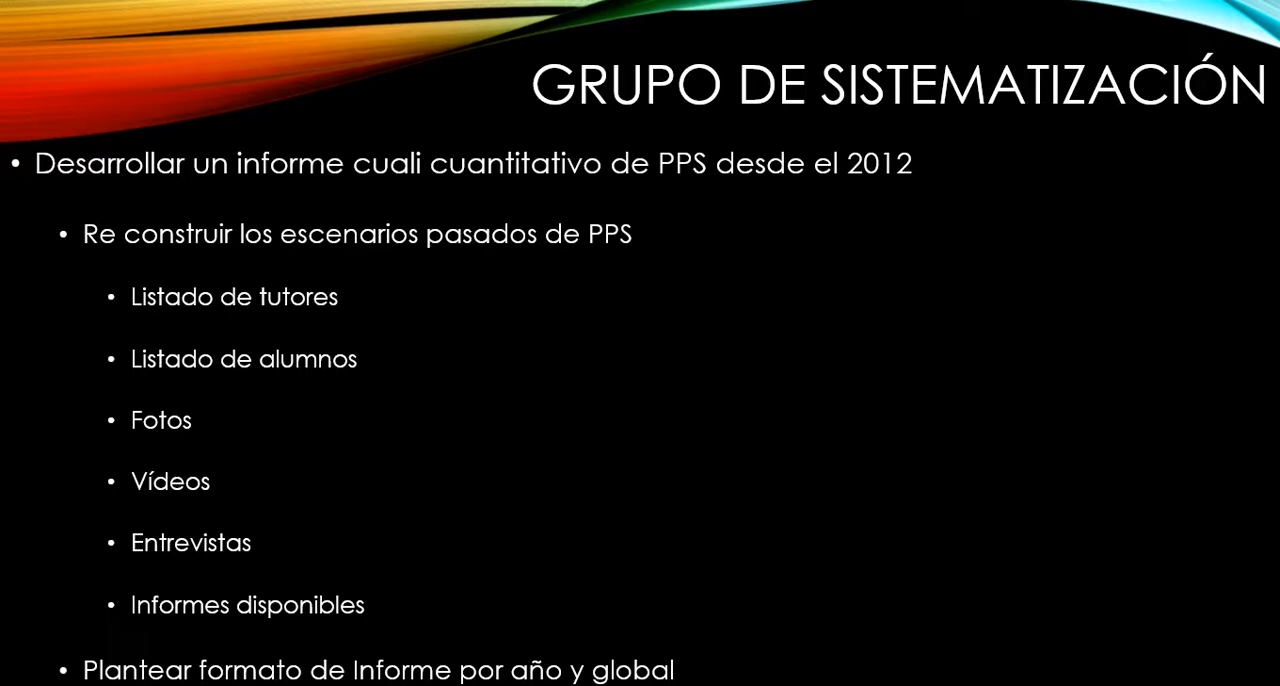 GRUPO DE SISTEMATIZACIÓN
• Desarrollar un informe cuali cuantitativo de PPS desde el 2012
• Re construir los escenarios pasados de PPS
• Listado de tutores
• Listado de alumnos
• Fotos
• Vídeos
• Entrevistas
• Informes disponibles
• Plantear formato de Informe por año y global